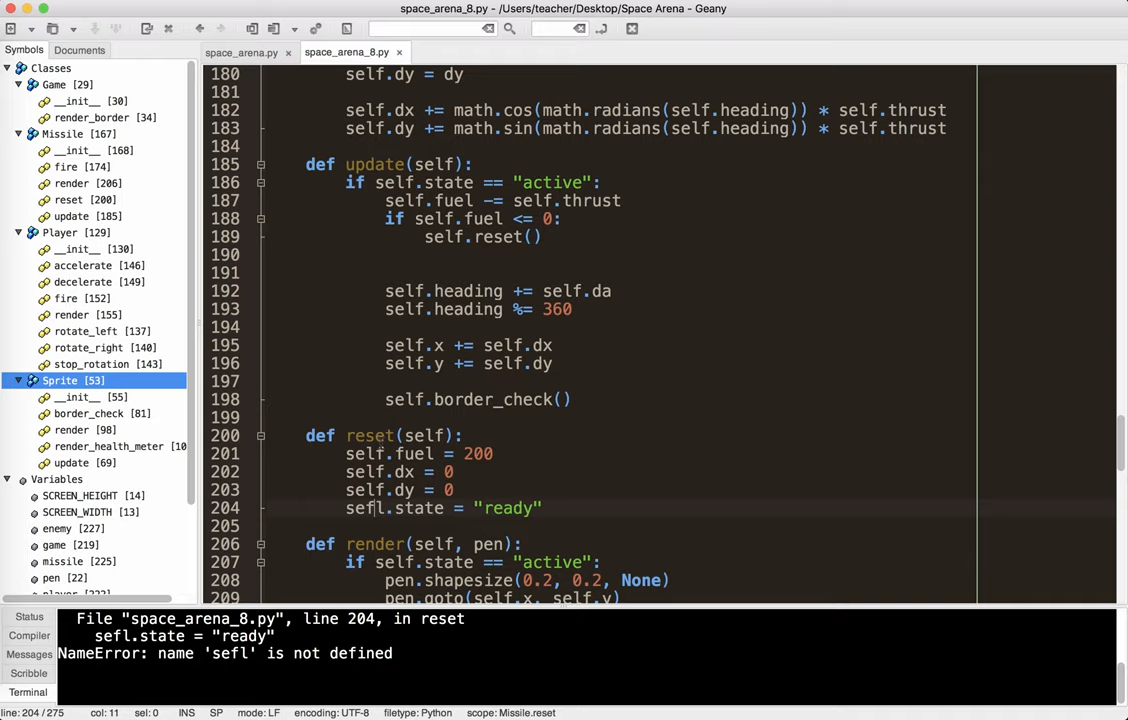 space_arena_8.py - /Users/teacher/Desktop/Space Arena - Geany
Symbols Documents
space_arena.py space_arena_8.py
Classes
Game [29]
__init__ [30]
render_border [34]
Missile [167]
__init__ [168]
fire [174]
render [206]
reset [200]
update [185]
Player [129]
__init__ [130]
accelerate [146]
decelerate [149]
fire [152]
render [155]
rotate_left [137]
rotate_right [140]
stop_rotation [143]
Sprite [53]
__init__ [55]
border_check [81]
render [98]
render_health_meter [10
update [69]
Variables
SCREEN_HEIGHT [14]
SCREEN_WIDTH [13]
enemy [227]
game [219]
missile [225]
pen [22]
180 self.dy = dy
181
182 self.dx += math.cos(math.radians(self.heading)) * self.thrust
183 self.dy += math.sin(math.radians(self.heading)) * self.thrust
184
185 def update(self):
186 if self.state == "active":
187 self.fuel -= self.thrust
188 if self.fuel <= 0:
189 self.reset()
190
191
192 self.heading += self.da
193 self.heading %= 360
194
195 self.x += self.dx
196 self.y += self.dy
197
198 self.border_check()
199
200 def reset(self):
201 self.fuel = 200
202 self.dx = 0
203 self.dy = 0
204 sefl.state = "ready"
205
206 def render(self, pen):
207 if self.state == "active":
208 pen.shapesize(0.2, 0.2, None)
209 pen.goto(self.x, self.y)
Status
Compiler
Messages
Scribble
Terminal
File "space_arena_8.py", line 204, in reset
sefl.state = "ready"
NameError: name 'sefl' is not defined
line: 204 / 275 col: 11 sel: 0 INS SP mode: LF encoding: UTF-8 filetype: Python scope: Missile.reset